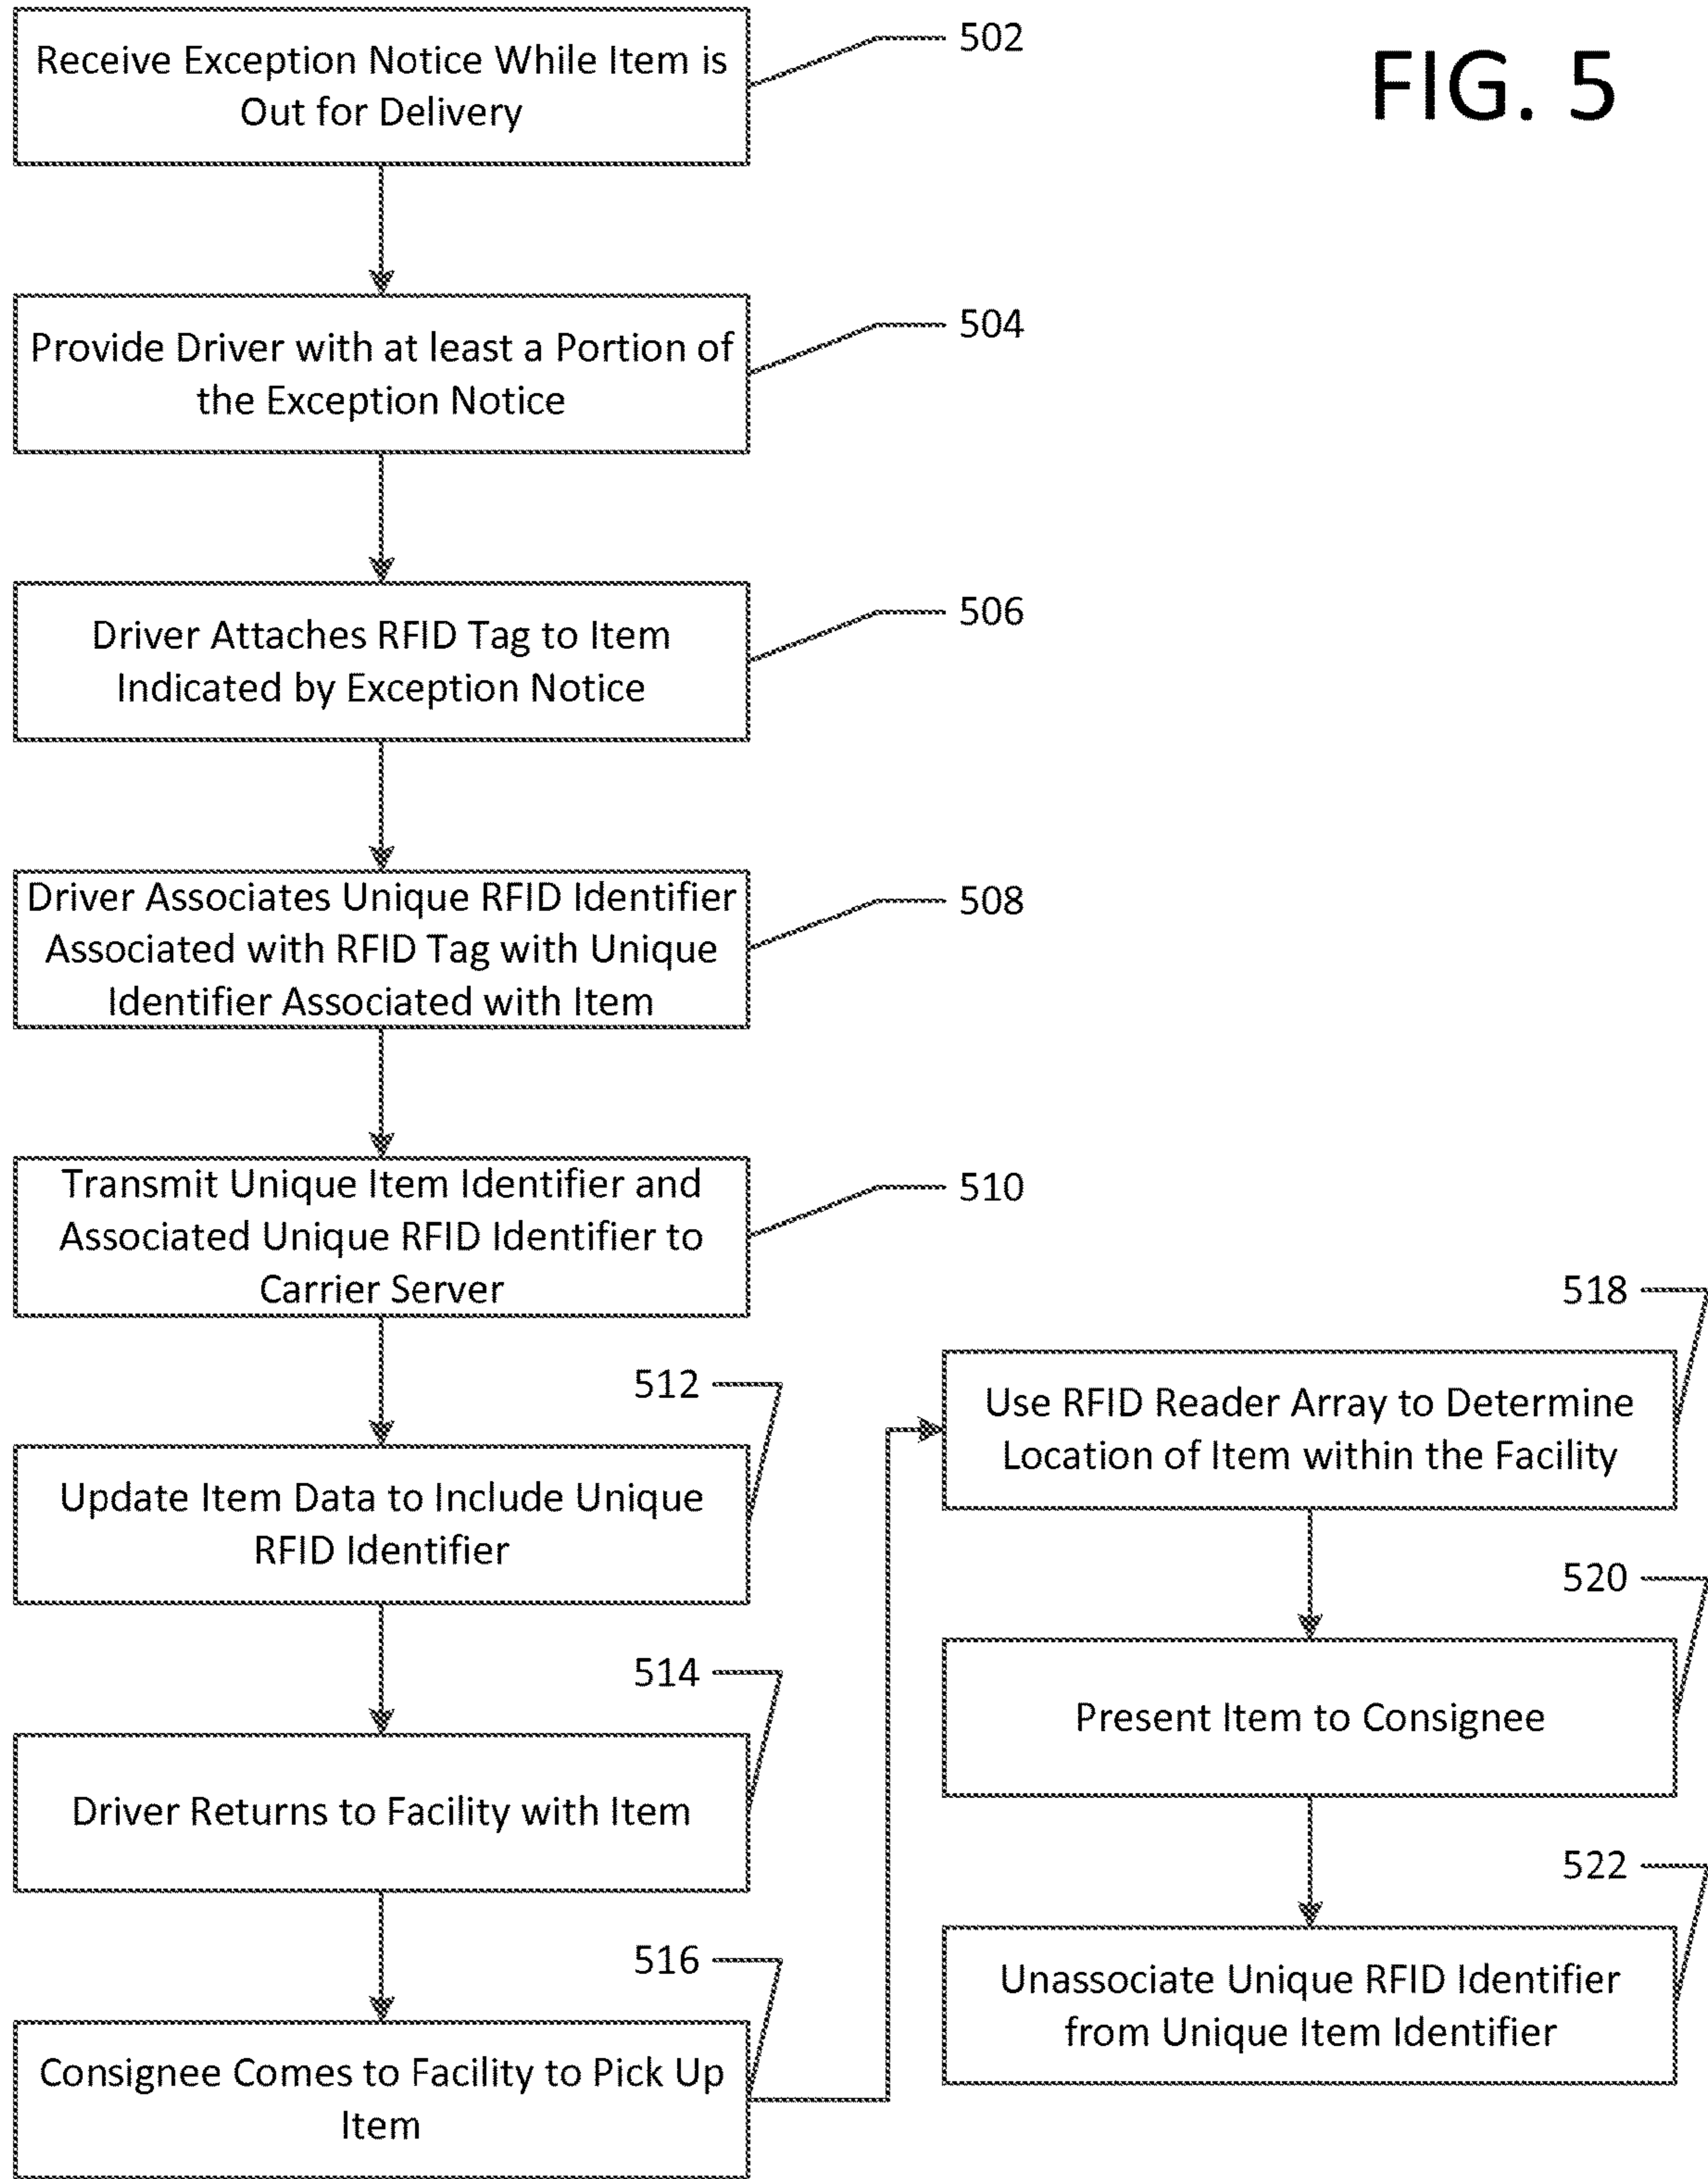 FIG. 5
Receive Exception Notice While Item is
Out for Delivery
502
Provide Driver with at least a Portion of
the Exception Notice
504
Driver Attaches RFID Tag to Item
Indicated by Exception Notice
506
Driver Associates Unique RFID Identifier
Associated with RFID Tag with Unique
Identifier Associated with Item
508
Transmit Unique Item Identifier and
Associated Unique RFID Identifier to
Carrier Server
510
512
Update Item Data to Include Unique
RFID Identifier
514
Driver Returns to Facility with Item
516
Consignee Comes to Facility to Pick Up
Item
518
Use RFID Reader Array to Determine
Location of Item within the Facility
520
Present Item to Consignee
522
Unassociate Unique RFID Identifier
from Unique Item Identifier